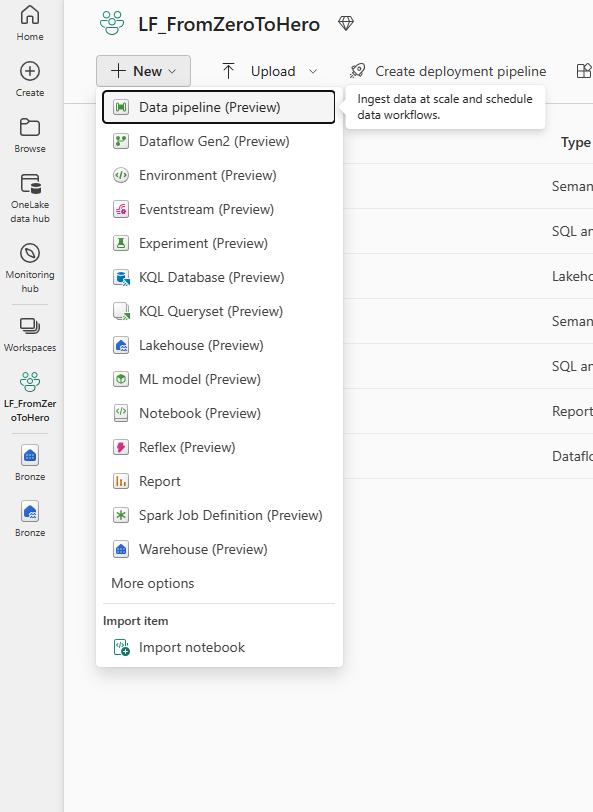 LF_FromZeroToHero
Home
New
Upload
Create deployment pipeline
Create
Browse
OneLake
data hub
Monitoring
hub
Workspaces
LF_FromZer
oToHero
Bronze
Bronze
Data pipeline (Preview)
Ingest data at scale and schedule
data workflows.
Dataflow Gen2 (Preview)
Environment (Preview)
Eventstream (Preview)
Experiment (Preview)
KQL Database (Preview)
KQL Queryset (Preview)
Lakehouse (Preview)
ML model (Preview)
Notebook (Preview)
Reflex (Preview)
Report
Spark Job Definition (Preview)
Warehouse (Preview)
More options
Import item
Import notebook
Type
Seman
SQL an
Lakeho
Seman
SQL an
Report
Dataflo